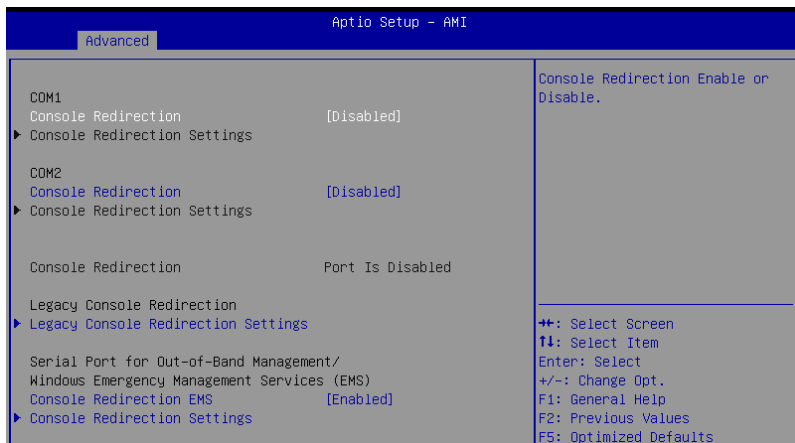 Aptio Setup – AMI
Advanced
COM1
Console Redirection [Disabled]
Console Redirection Settings
COM2
Console Redirection [Disabled]
Console Redirection Settings
Console Redirection Port Is Disabled
Legacy Console Redirection
Legacy Console Redirection Settings
Serial Port for Out-of-Band Management/
Windows Emergency Management Services (EMS)
Console Redirection EMS [Enabled]
Console Redirection Settings
Console Redirection Enable or
Disable.
→←: Select Screen
↑↓: Select Item
Enter: Select
+/-: Change Opt.
F1: General Help
F2: Previous Values
F5: Optimized Defaults